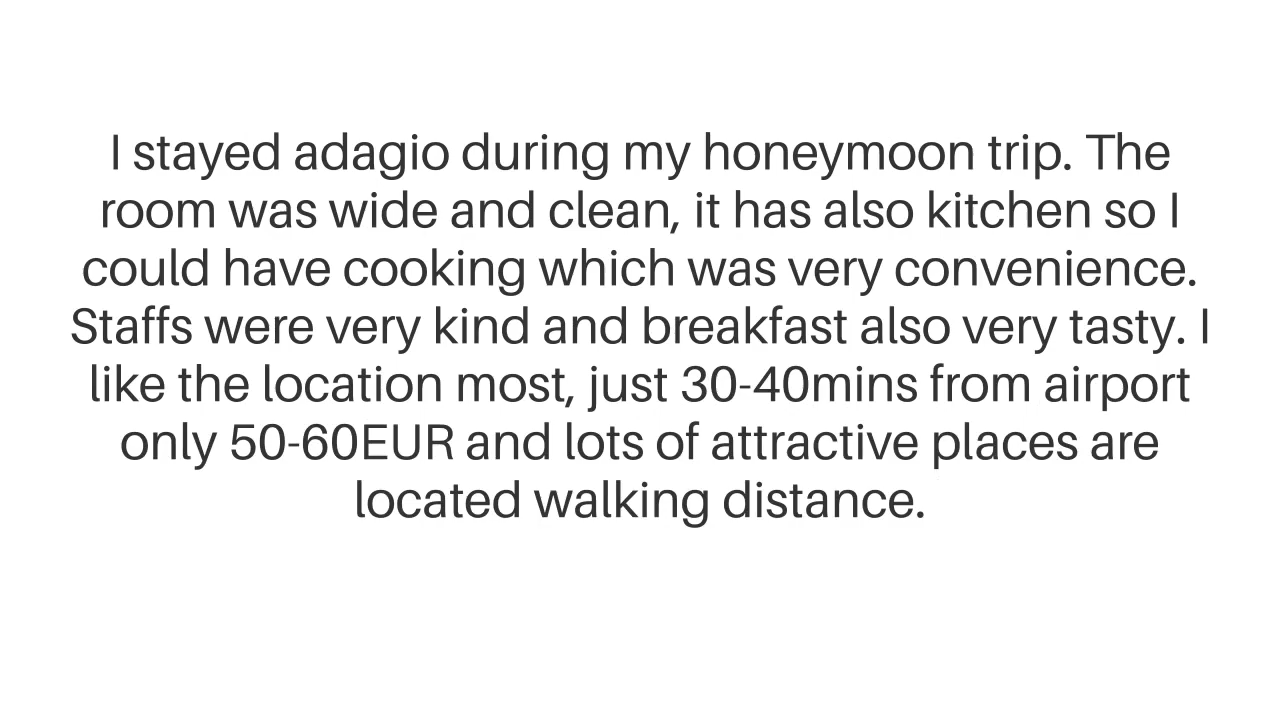 I stayed adagio during my honeymoon trip. The
room was wide and clean, it has also kitchen so I
could have cooking which was very convenience.
Staffs were very kind and breakfast also very tasty. I
like the location most, just 30-40mins from airport
only 50-60EUR and lots of attractive places are
located walking distance.